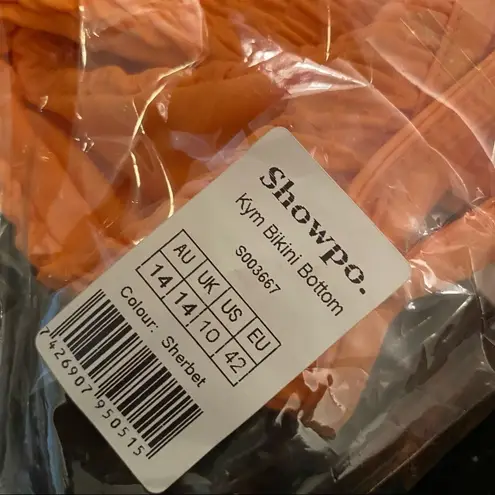 Showpo.
Kym Bikini Bottom
S003667
AU UK US EU
14 14 10 42
Colour: Sherbet
7426907950515